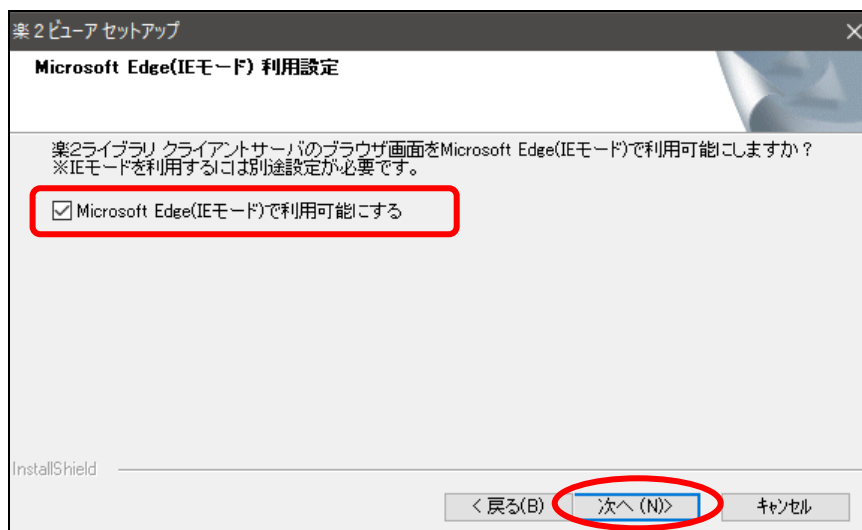 楽2ビューア セットアップ
Microsoft Edge(IEモード) 利用設定
楽2ライブラリ クライアントサーバのブラウザ画面をMicrosoft Edge(IEモード)で利用可能にしますか？
※IEモードを利用するには別途設定が必要です。
Microsoft Edge(IEモード)で利用可能にする
InstallShield
< 戻る(B)
次へ (N)>
キャンセル